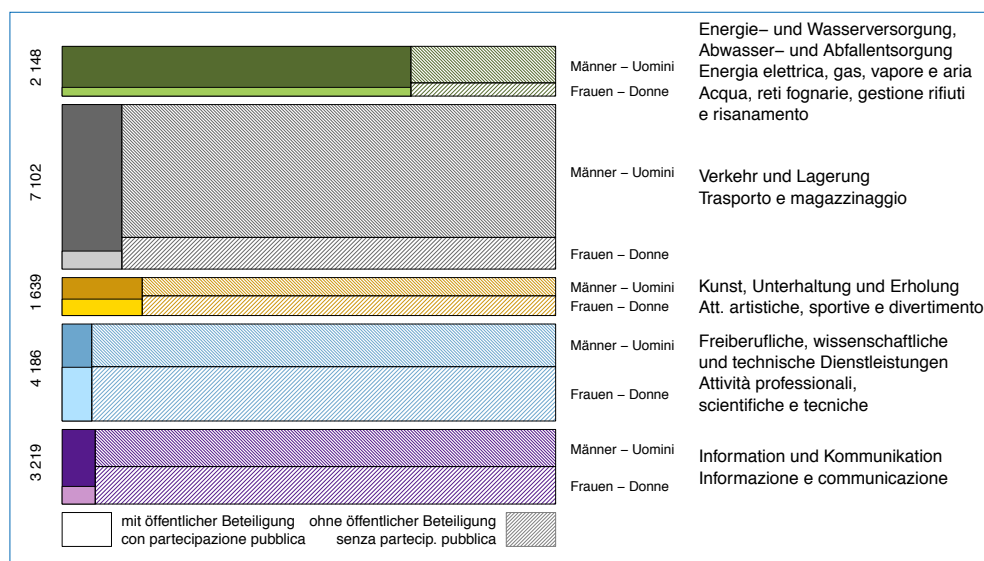 2 148
Männer – Uomini
Frauen – Donne
Energie– und Wasserversorgung,
Abwasser– und Abfallentsorgung
Energia elettrica, gas, vapore e aria
Acqua, reti fognarie, gestione rifiuti
e risanamento
7 102
Männer – Uomini
Frauen – Donne
Verkehr und Lagerung
Trasporto e magazzinaggio
1 639
Männer – Uomini
Frauen – Donne
Kunst, Unterhaltung und Erholung
Att. artistiche, sportive e divertimento
4 186
Männer – Uomini
Frauen – Donne
Freiberufliche, wissenschaftliche
und technische Dienstleistungen
Attività professionali,
scientifiche e tecniche
3 219
Männer – Uomini
Frauen – Donne
Information und Kommunikation
Informazione e communicazione
mit öffentlicher Beteiligung
con partecipazione pubblica
ohne öffentlicher Beteiligung
senza partecip. pubblica